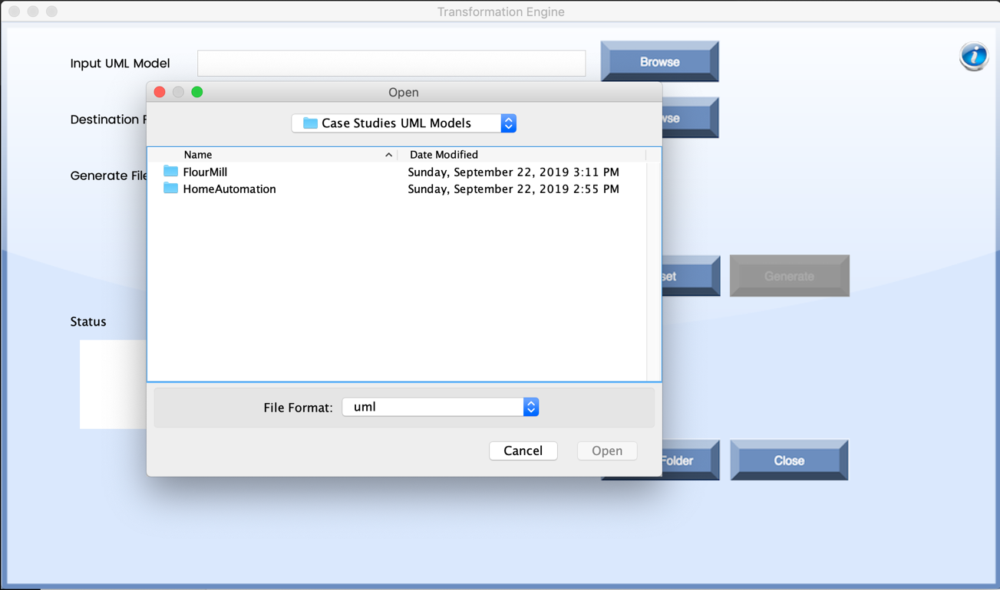 Transformation Engine
Input UML Model
Browse
Open
Destination
Case Studies UML Models
Name
Date Modified
FlourMill
Sunday, September 22, 2019 3:11 PM
HomeAutomation
Sunday, September 22, 2019 2:55 PM
Generate File
Generate
Status
File Format:
uml
Cancel
Open
Folder
Close